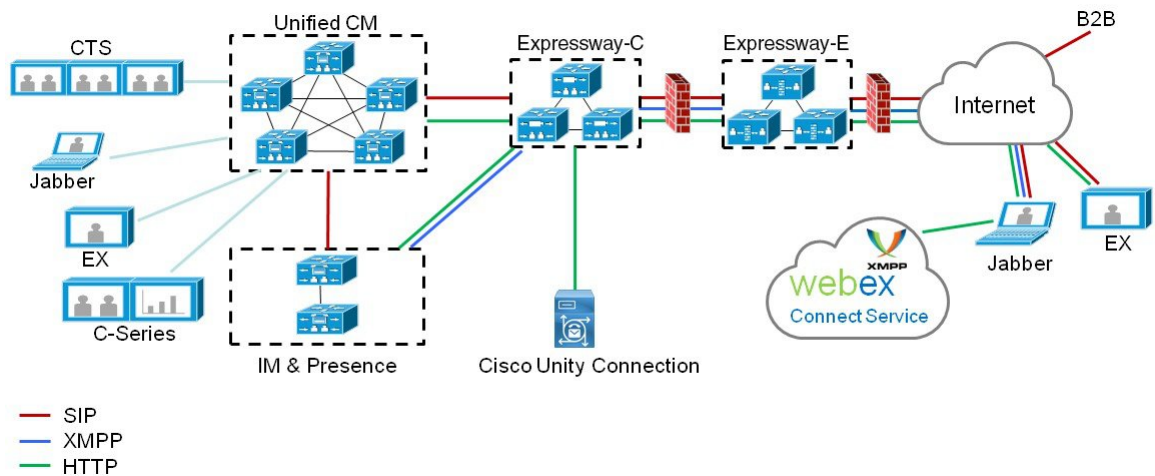 Unified CM
CTS
Jabber
EX
C-Series
IM & Presence
Expressway-C
Expressway-E
Cisco Unity Connection
B2B
Internet
XMPP
webex
Connect Service
Jabber
EX
SIP
XMPP
HTTP